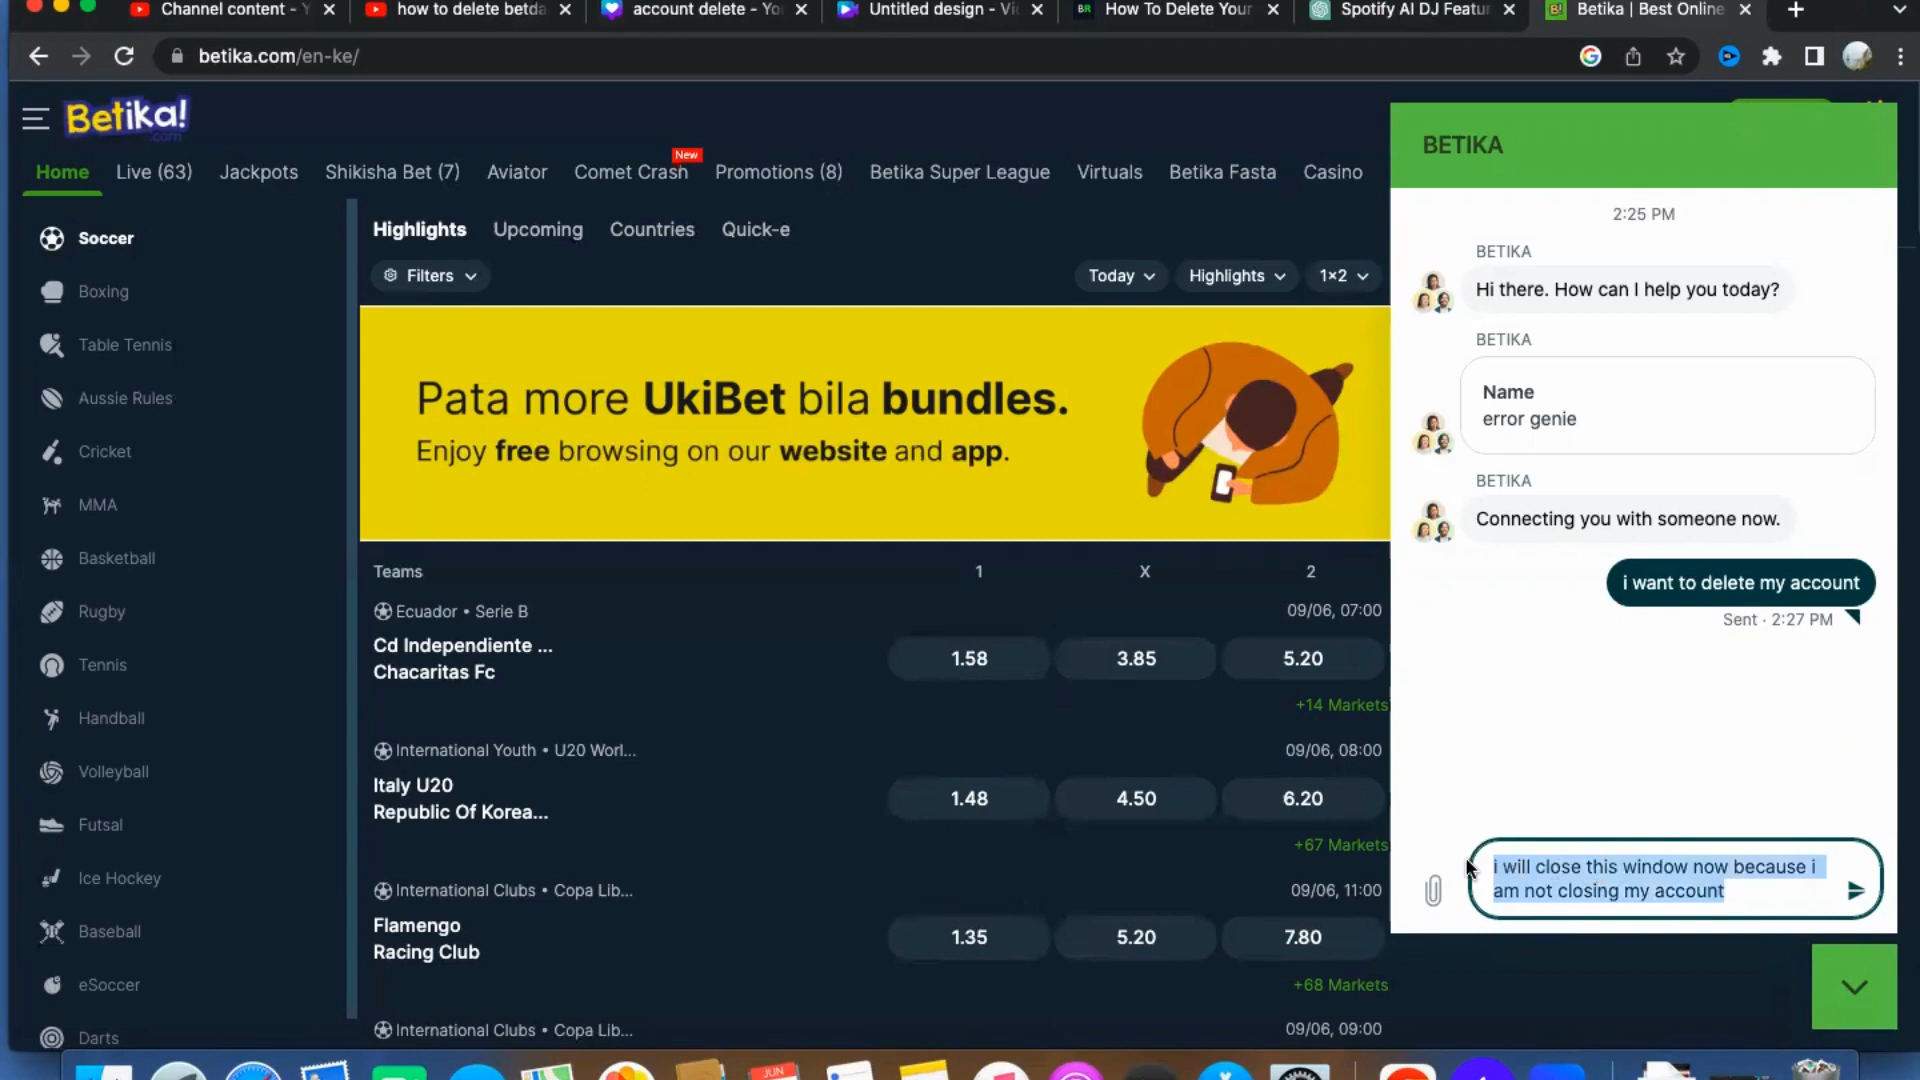 Channel content - Y
how to delete betda
account delete - You
Untitled design - Vi
BR How To Delete Your
Spotify AI DJ Featur
B! Betika | Best Online
betika.com/en-ke/
Betika!
.com
New
Home Live (63) Jackpots Shikisha Bet (7) Aviator Comet Crash Promotions (8) Betika Super League Virtuals Betika Fasta Casino
Soccer
Boxing
Table Tennis
Aussie Rules
Cricket
MMA
Basketball
Rugby
Tennis
Handball
Volleyball
Futsal
Ice Hockey
Baseball
eSoccer
Darts
Highlights Upcoming Countries Quick-e
Filters Today Highlights 1×2
Pata more UkiBet bila bundles.
Enjoy free browsing on our website and app.
Teams 1 X 2
Ecuador • Serie B 09/06, 07:00
Cd Independiente ...
Chacaritas Fc
1.58 3.85 5.20
+14 Markets
International Youth • U20 Worl... 09/06, 08:00
Italy U20
Republic Of Korea...
1.48 4.50 6.20
+67 Markets
International Clubs • Copa Lib... 09/06, 11:00
Flamengo
Racing Club
1.35 5.20 7.80
+68 Markets
International Clubs • Copa Lib... 09/06, 09:00
BETIKA
2:25 PM
BETIKA
Hi there. How can I help you today?
BETIKA
Name
error genie
BETIKA
Connecting you with someone now.
i want to delete my account
Sent · 2:27 PM
i will close this window now because i
am not closing my account
JUN